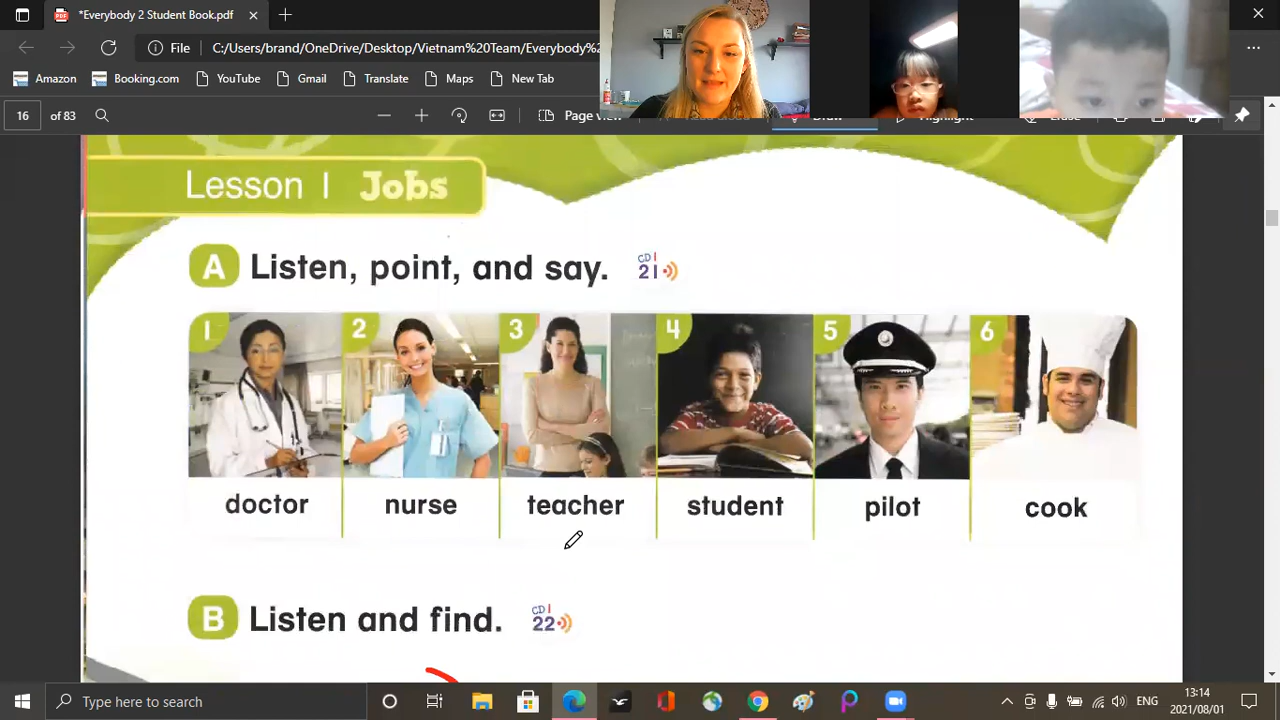 *Everybody 2 Student Book.pdf
File C:/Users/brand/OneDrive/Desktop/Vietnam%20Team/Everybody%
Amazon Booking.com YouTube Gmail Translate Maps New Tab
16 of 83 Page view Draw Highlight Erase
Lesson 1 Jobs
A Listen, point, and say. CD 1 21
1 2 3 4 5 6
doctor nurse teacher student pilot cook
B Listen and find. CD 1 22
Type here to search
ENG 13:14
2021/08/01